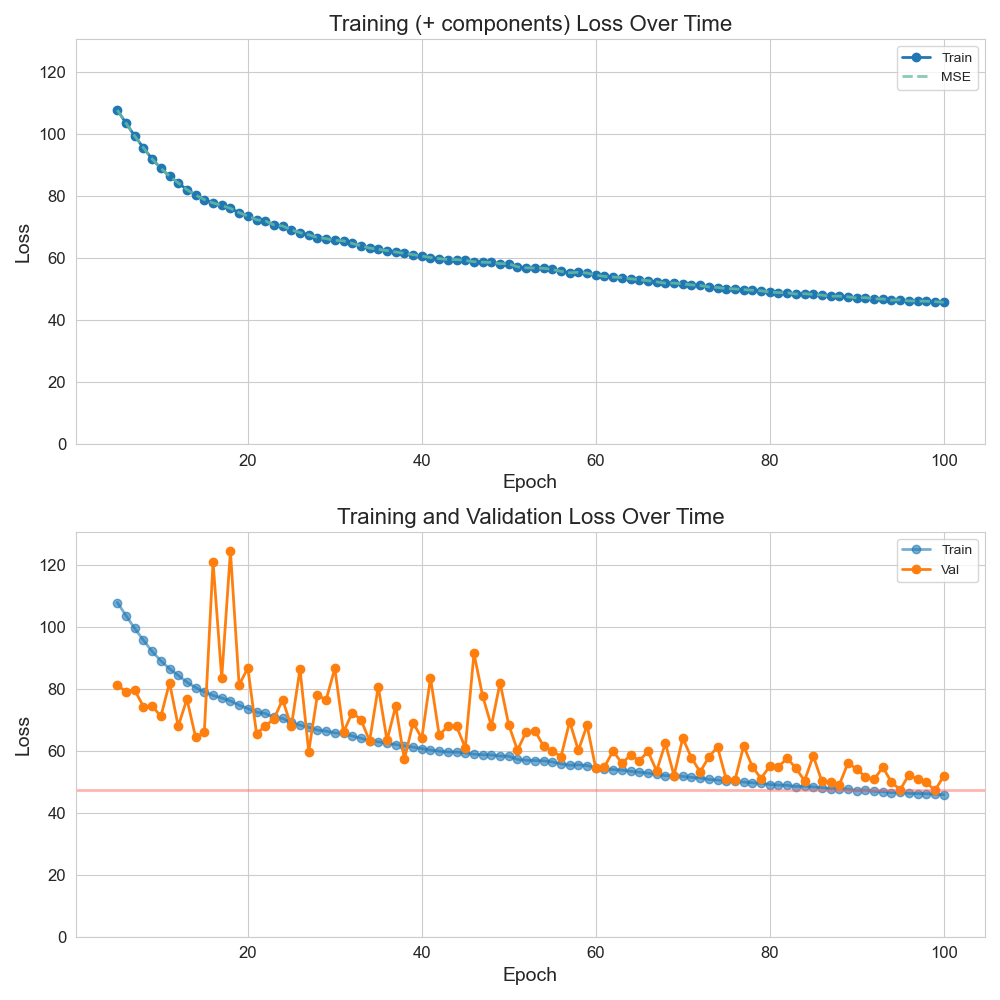 Training (+ components) Loss Over Time
Train
MSE
120
100
80
60
40
20
0
Loss
20 40 60 80 100
Epoch
Training and Validation Loss Over Time
Train
Val
120
100
80
60
40
20
0
Loss
20 40 60 80 100
Epoch